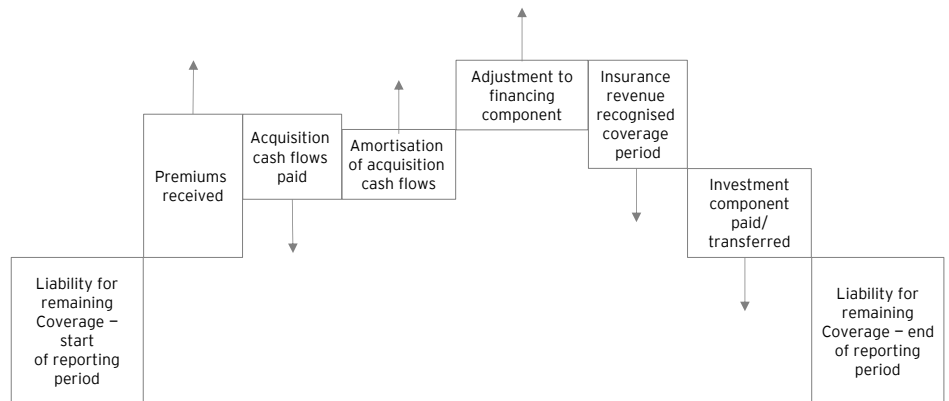 Liability for
remaining
Coverage –
start
of reporting
period
Premiums
received
Acquisition
cash flows
paid
Amortisation
of acquisition
cash flows
Adjustment to
financing
component
Insurance
revenue
recognised
coverage
period
Investment
component
paid/
transferred
Liability for
remaining
Coverage – end
of reporting
period